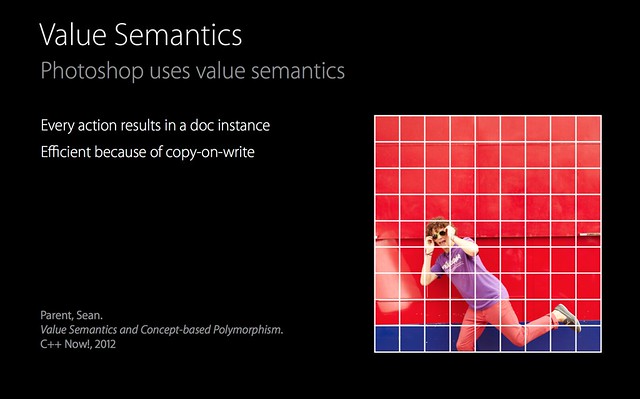 Value Semantics
Photoshop uses value semantics
Every action results in a doc instance
Efficient because of copy-on-write
Parent, Sean.
Value Semantics and Concept-based Polymorphism.
C++ Now!, 2012